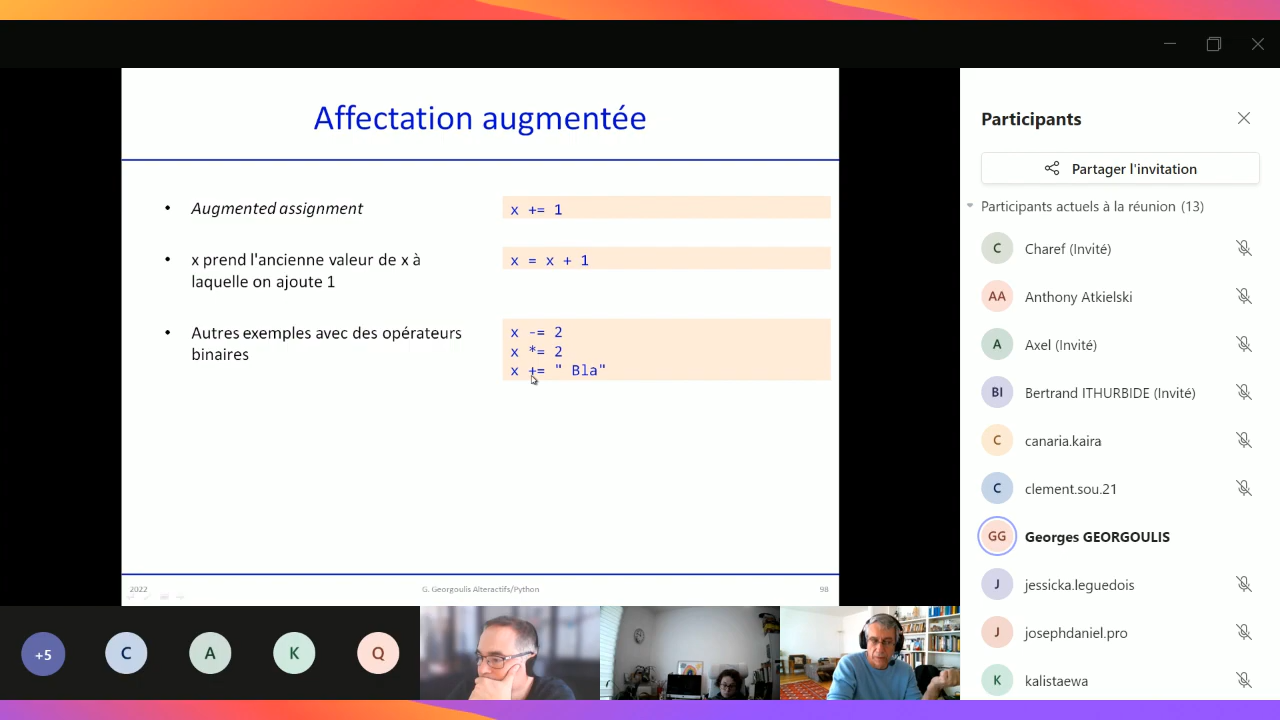 Affectation augmentée
• Augmented assignment
x += 1
• x prend l'ancienne valeur de x à
laquelle on ajoute 1
x = x + 1
• Autres exemples avec des opérateurs
binaires
x -= 2
x *= 2
x += " Bla"
2022
G. Georgoulis Alteractifs/Python
98
Participants
Partager l'invitation
Participants actuels à la réunion (13)
C Charef (Invité)
AA Anthony Atkielski
A Axel (Invité)
BI Bertrand ITHURBIDE (Invité)
C canaria.kaira
C clement.sou.21
GG Georges GEORGOULIS
J jessicka.leguedois
J josephdaniel.pro
K kalistaewa
+5 C A K Q